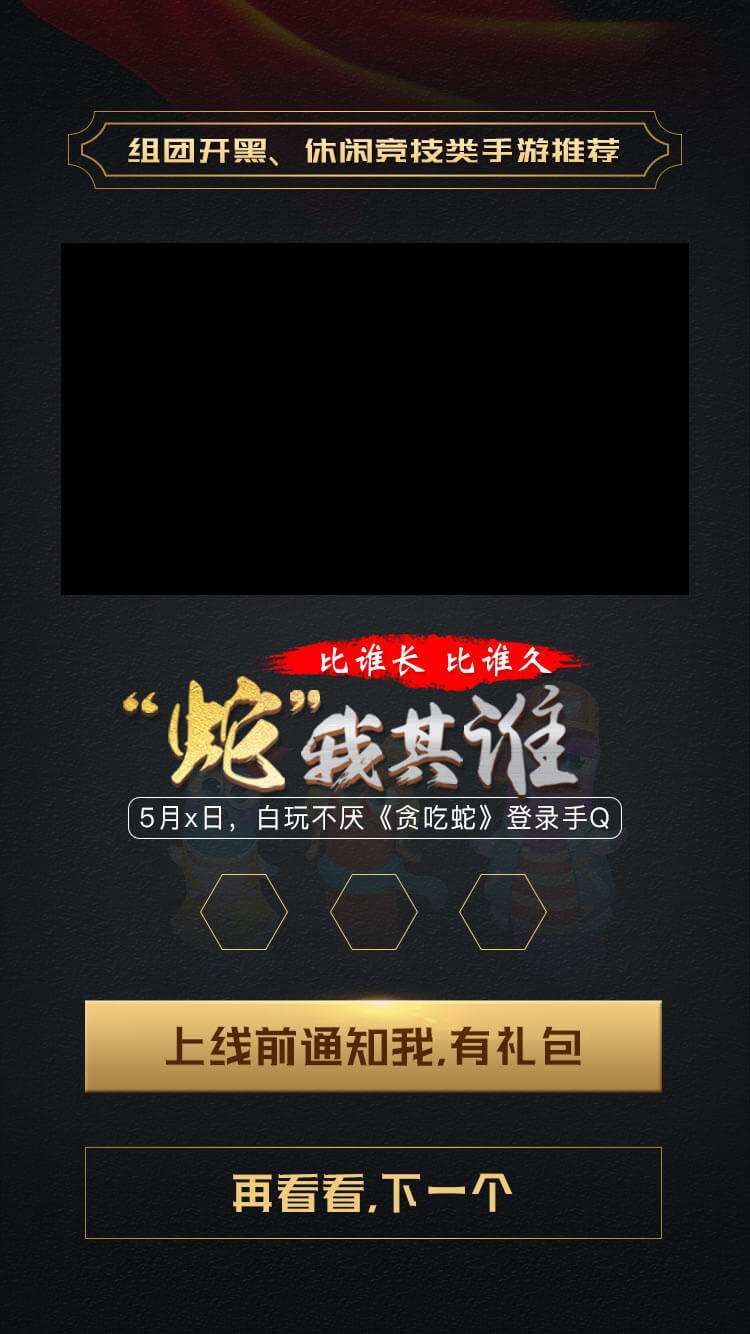 组团开黑、休闲竞技类手游推荐
比谁长 比谁久
“蛇”我其谁
5月x日，白玩不厌《贪吃蛇》登录手Q
上线前通知我,有礼包
再看看,下一个